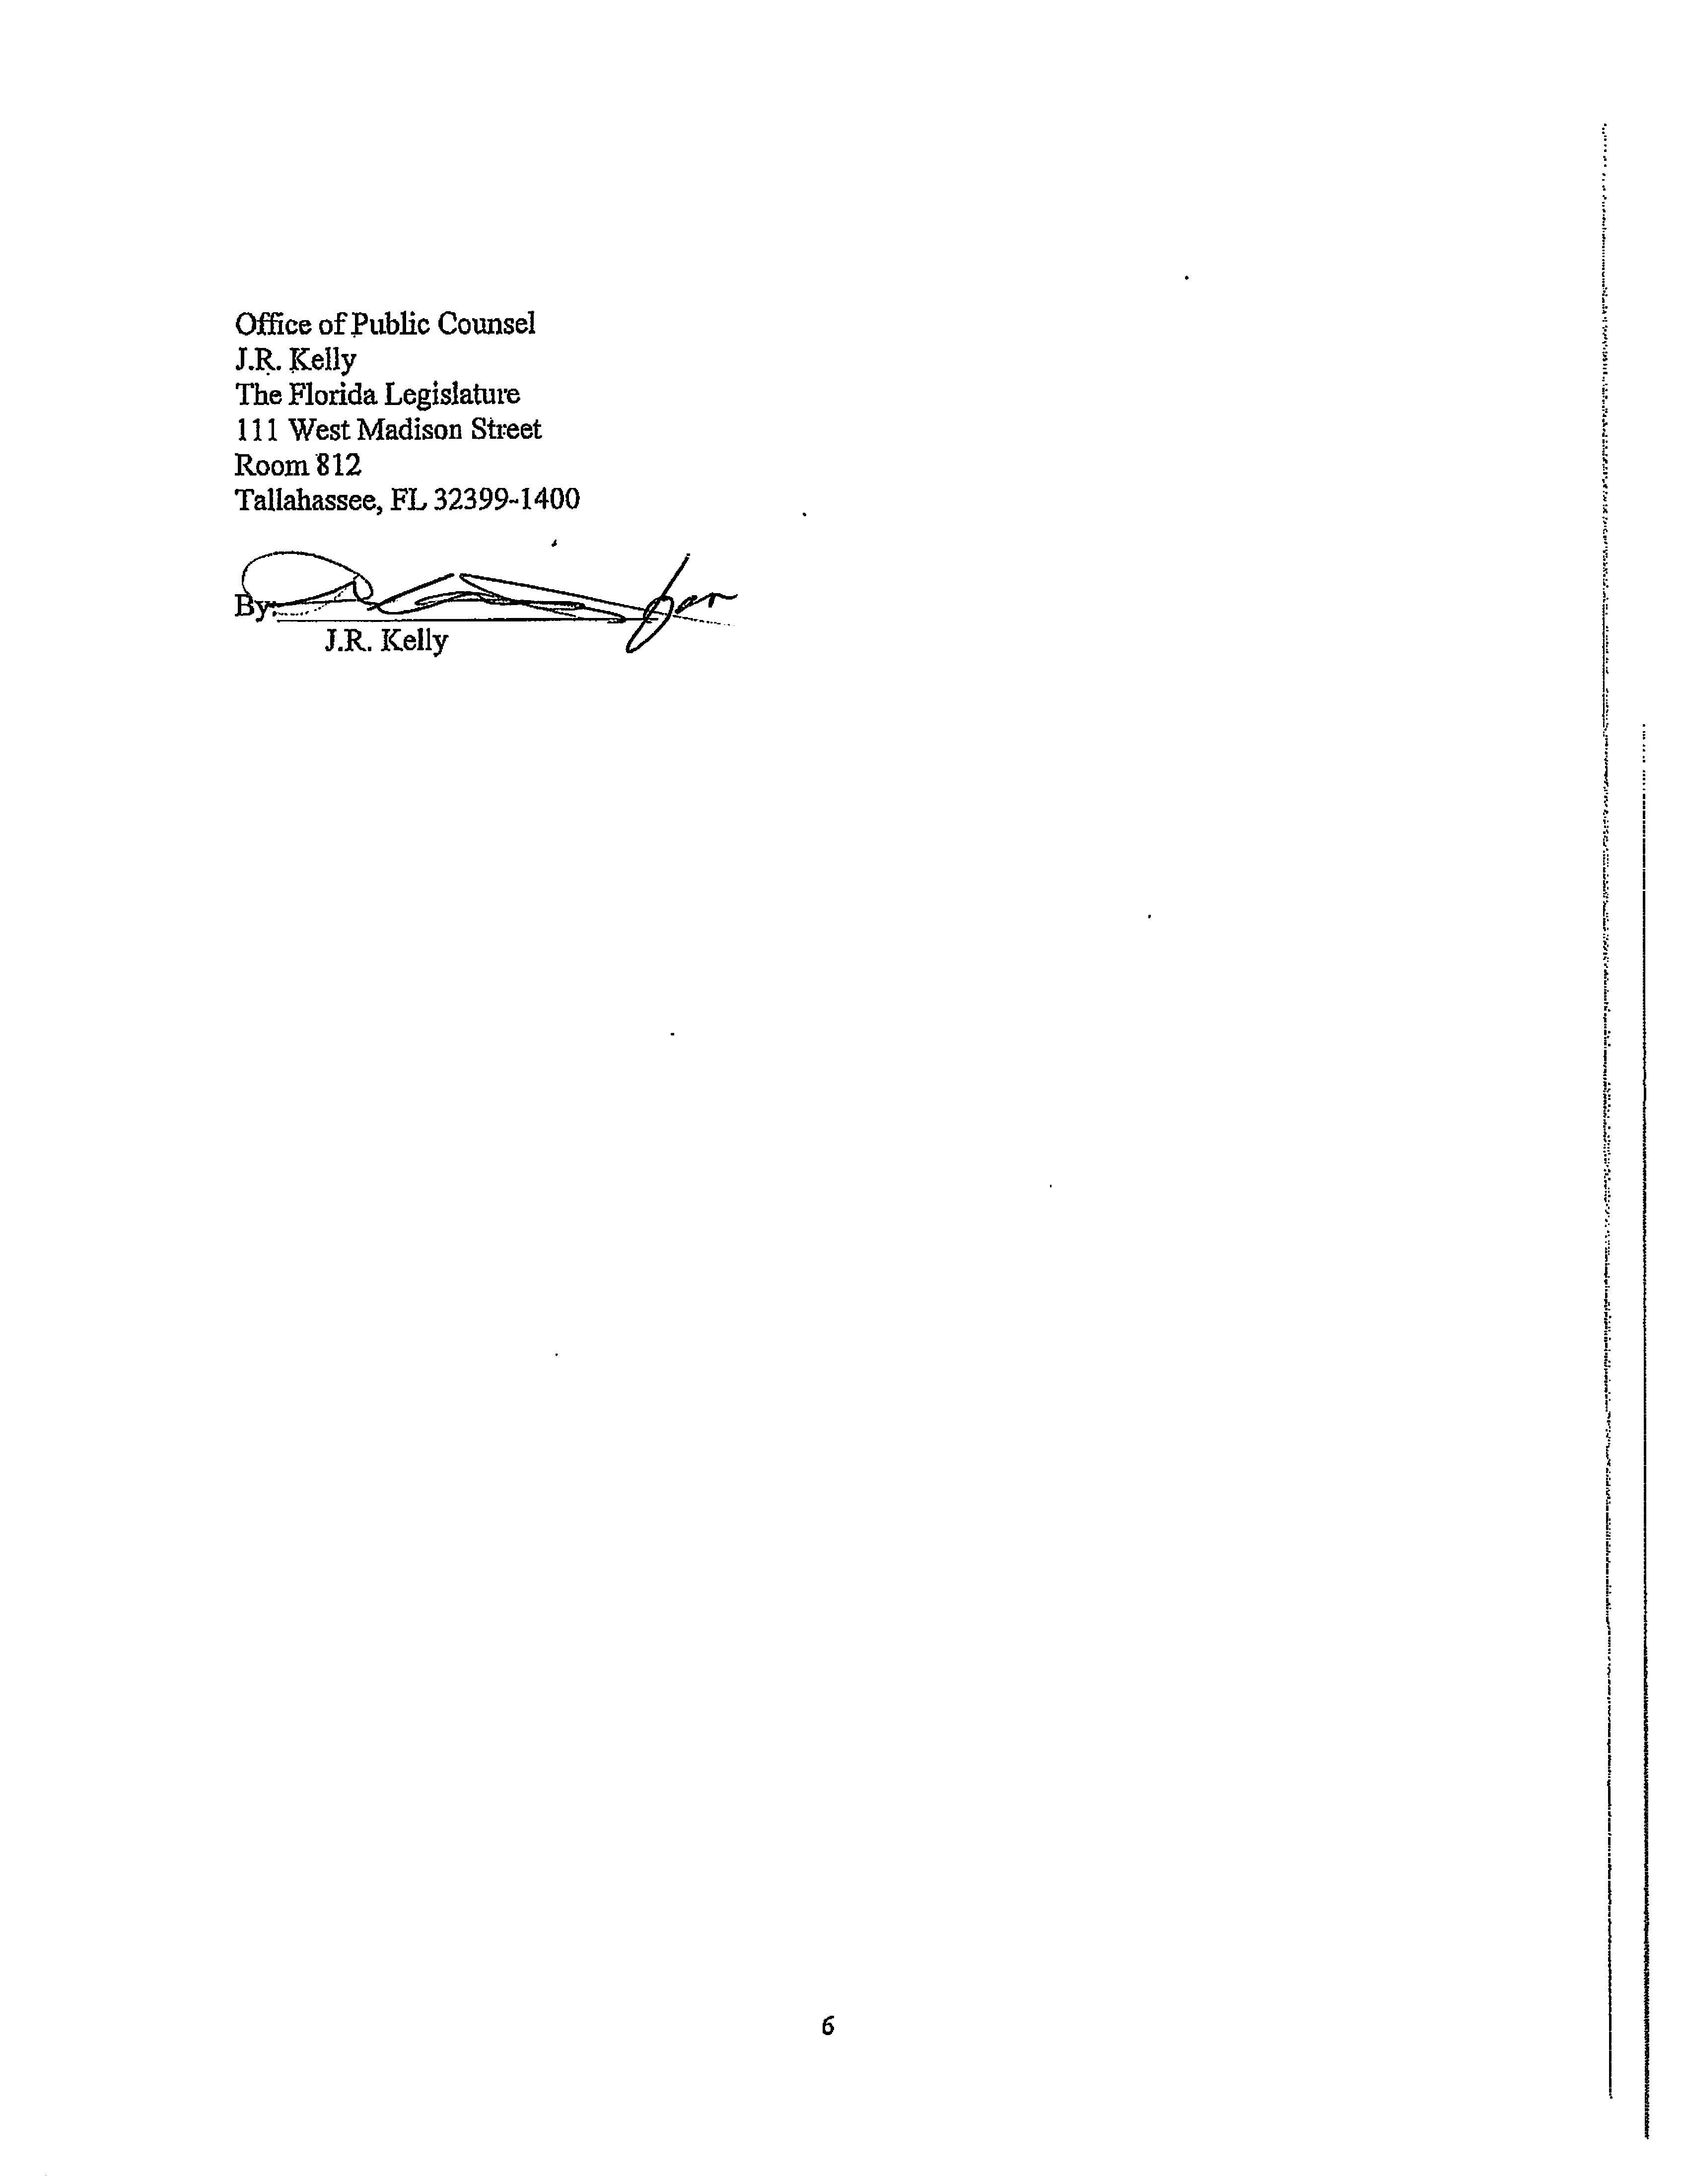 Office of Public Counsel
J.R. Kelly
The Florida Legislature
111 West Madison Street
Room 812
Tallahassee, FL 32399-1400
By: for
J.R. Kelly
6